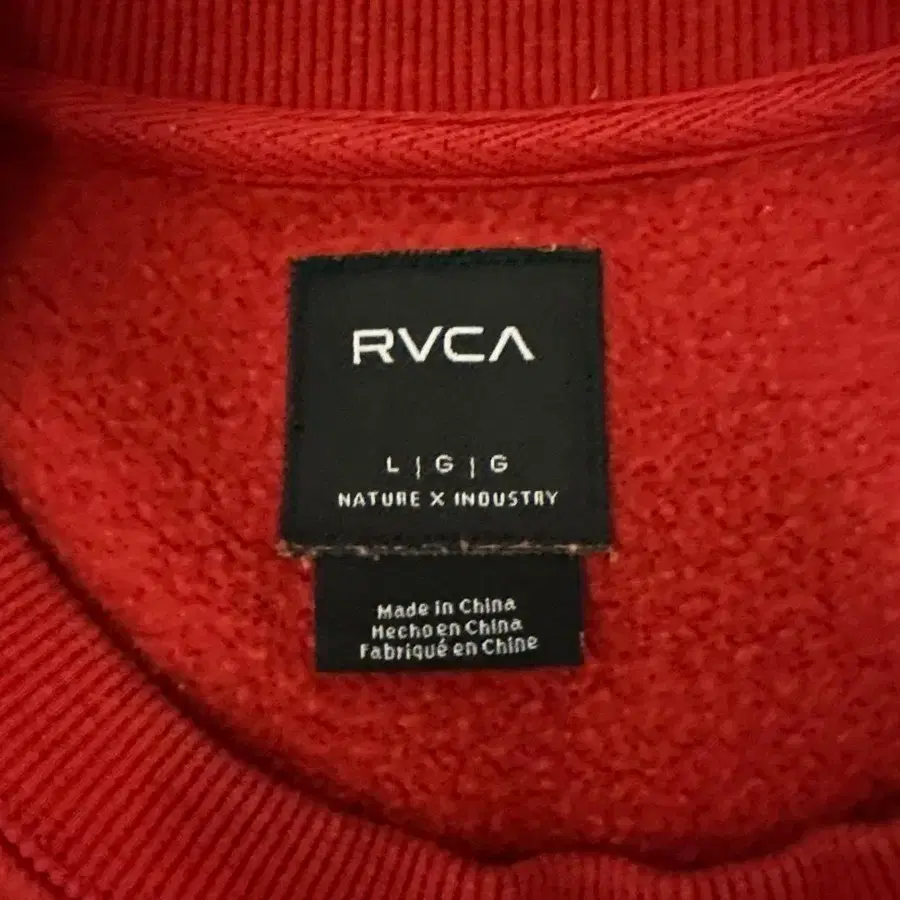 RVCA
L | G | G
NATURE X INDUSTRY
Made in China
Hecho en China
Fabriqué en Chine